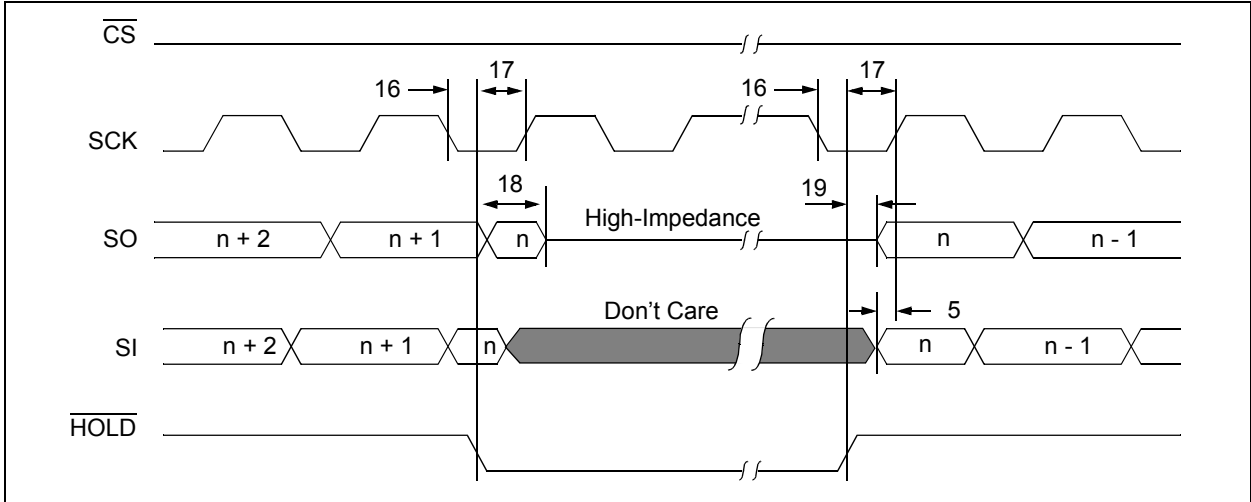 CS
16
17
16
17
SCK
18
19
High-Impedance
SO
n + 2
n + 1
n
n
n - 1
Don't Care
5
SI
n + 2
n + 1
n
n
n - 1
HOLD